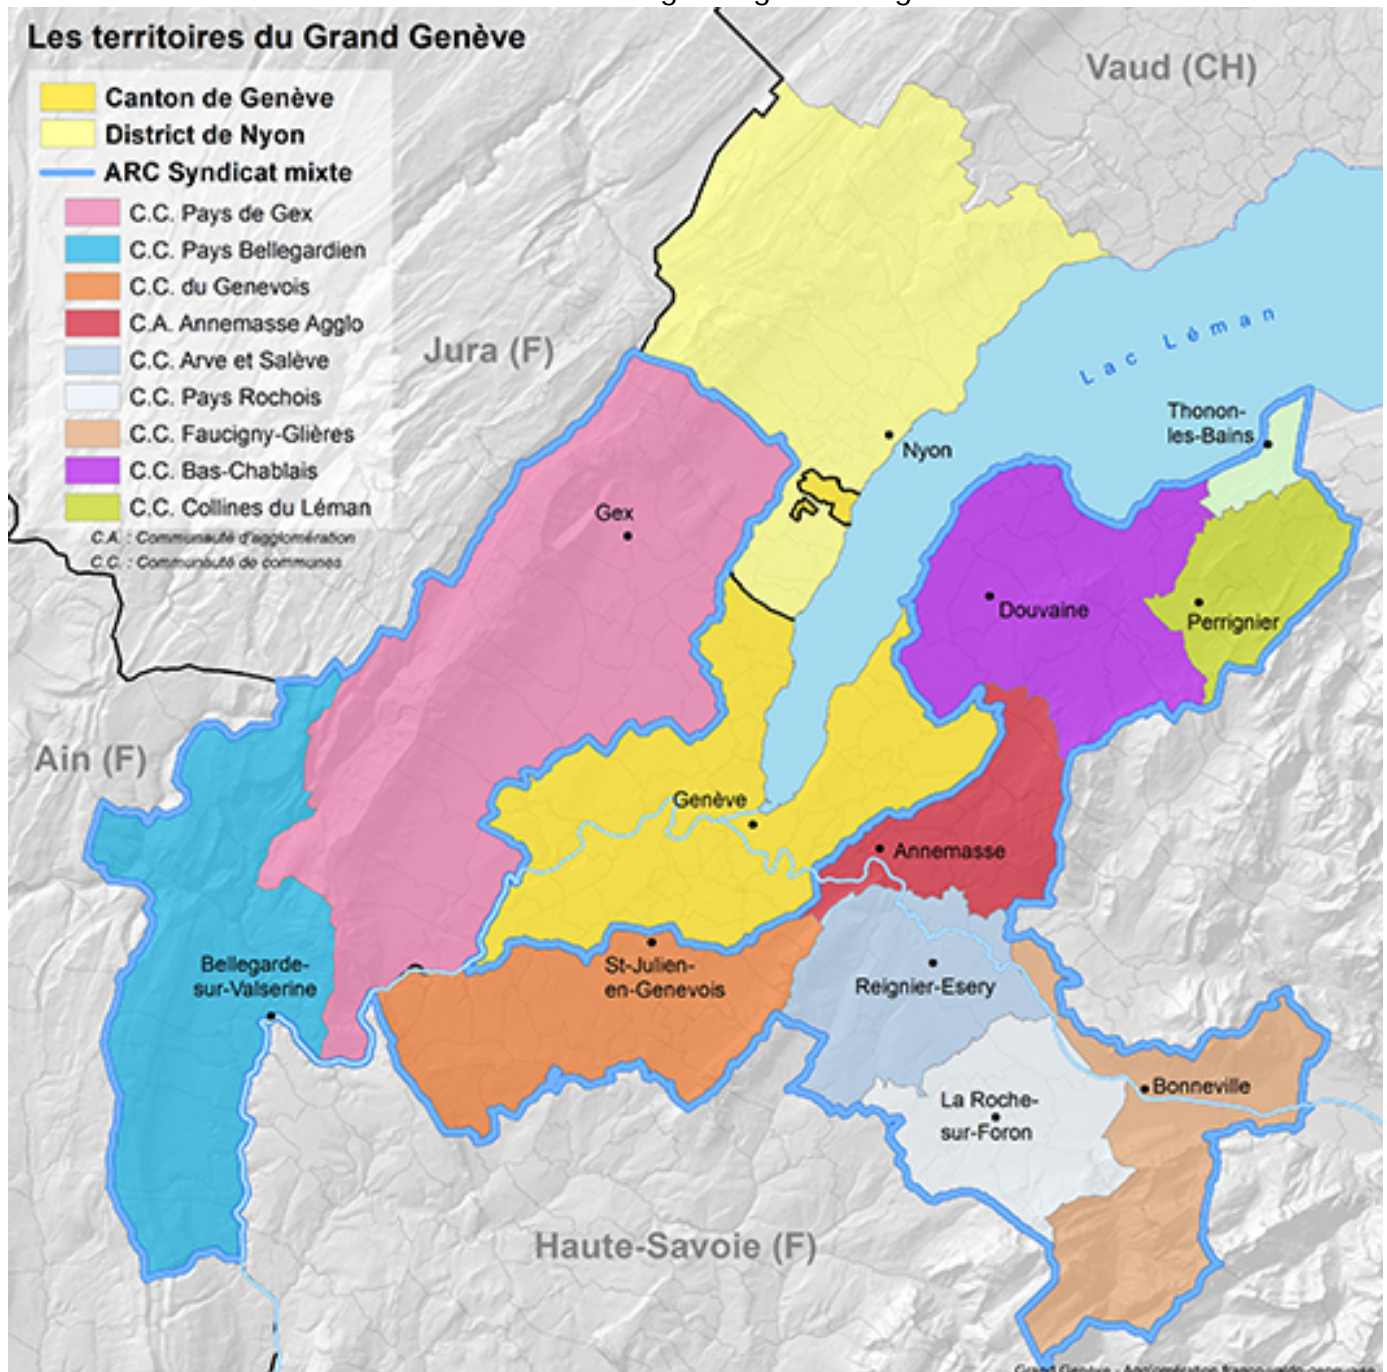 Les territoires du Grand Genève
Canton de Genève
District de Nyon
ARC Syndicat mixte
C.C. Pays de Gex
C.C. Pays Bellegardien
C.C. du Genevois
C.A. Annemasse Agglo
C.C. Arve et Salève
C.C. Pays Rochois
C.C. Faucigny-Glières
C.C. Bas-Chablais
C.C. Collines du Léman
C.A. : Communauté d'agglomération
C.C. : Communauté de communes
Vaud (CH)
Jura (F)
Lac Léman
Thonon-
les-Bains
Nyon
Gex
Douvaine
Perrignier
Ain (F)
Genève
Annemasse
Bellegarde-
sur-Valserine
St-Julien-
en-Genevois
Reignier-Esery
Bonneville
La Roche-
sur-Foron
Haute-Savoie (F)